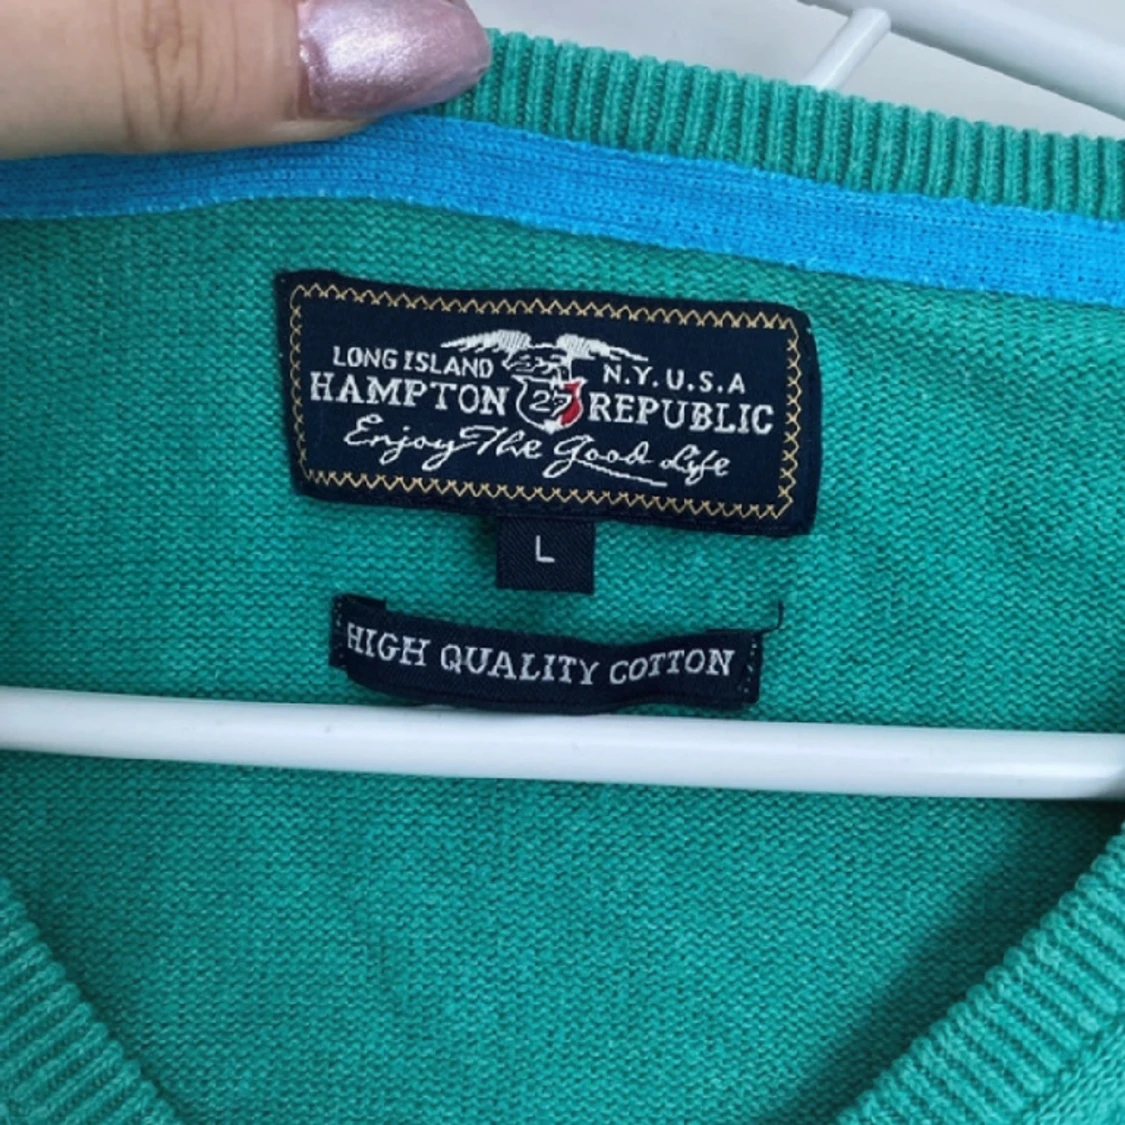 LONG ISLAND N.Y. U.S.A
HAMPTON 27 REPUBLIC
Enjoy The Good Life
L
HIGH QUALITY COTTON